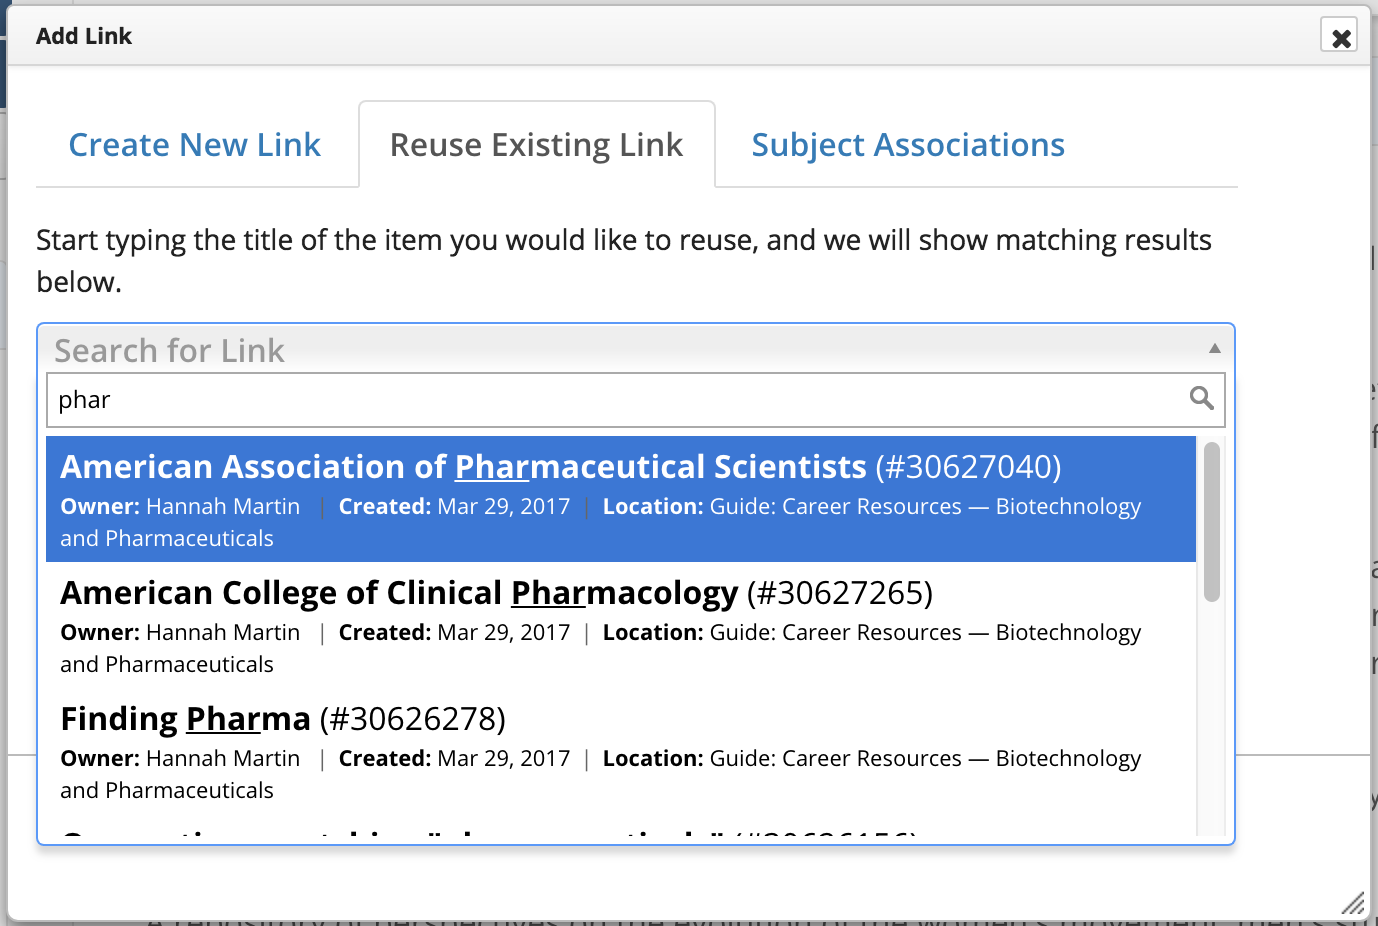 Add Link
Create New Link
Reuse Existing Link
Subject Associations
Start typing the title of the item you would like to reuse, and we will show matching results
below.
Search for Link
phar
American Association of Pharmaceutical Scientists (#30627040)
Owner: Hannah Martin | Created: Mar 29, 2017 | Location: Guide: Career Resources — Biotechnology
and Pharmaceuticals
American College of Clinical Pharmacology (#30627265)
Owner: Hannah Martin | Created: Mar 29, 2017 | Location: Guide: Career Resources — Biotechnology
and Pharmaceuticals
Finding Pharma (#30626278)
Owner: Hannah Martin | Created: Mar 29, 2017 | Location: Guide: Career Resources — Biotechnology
and Pharmaceuticals